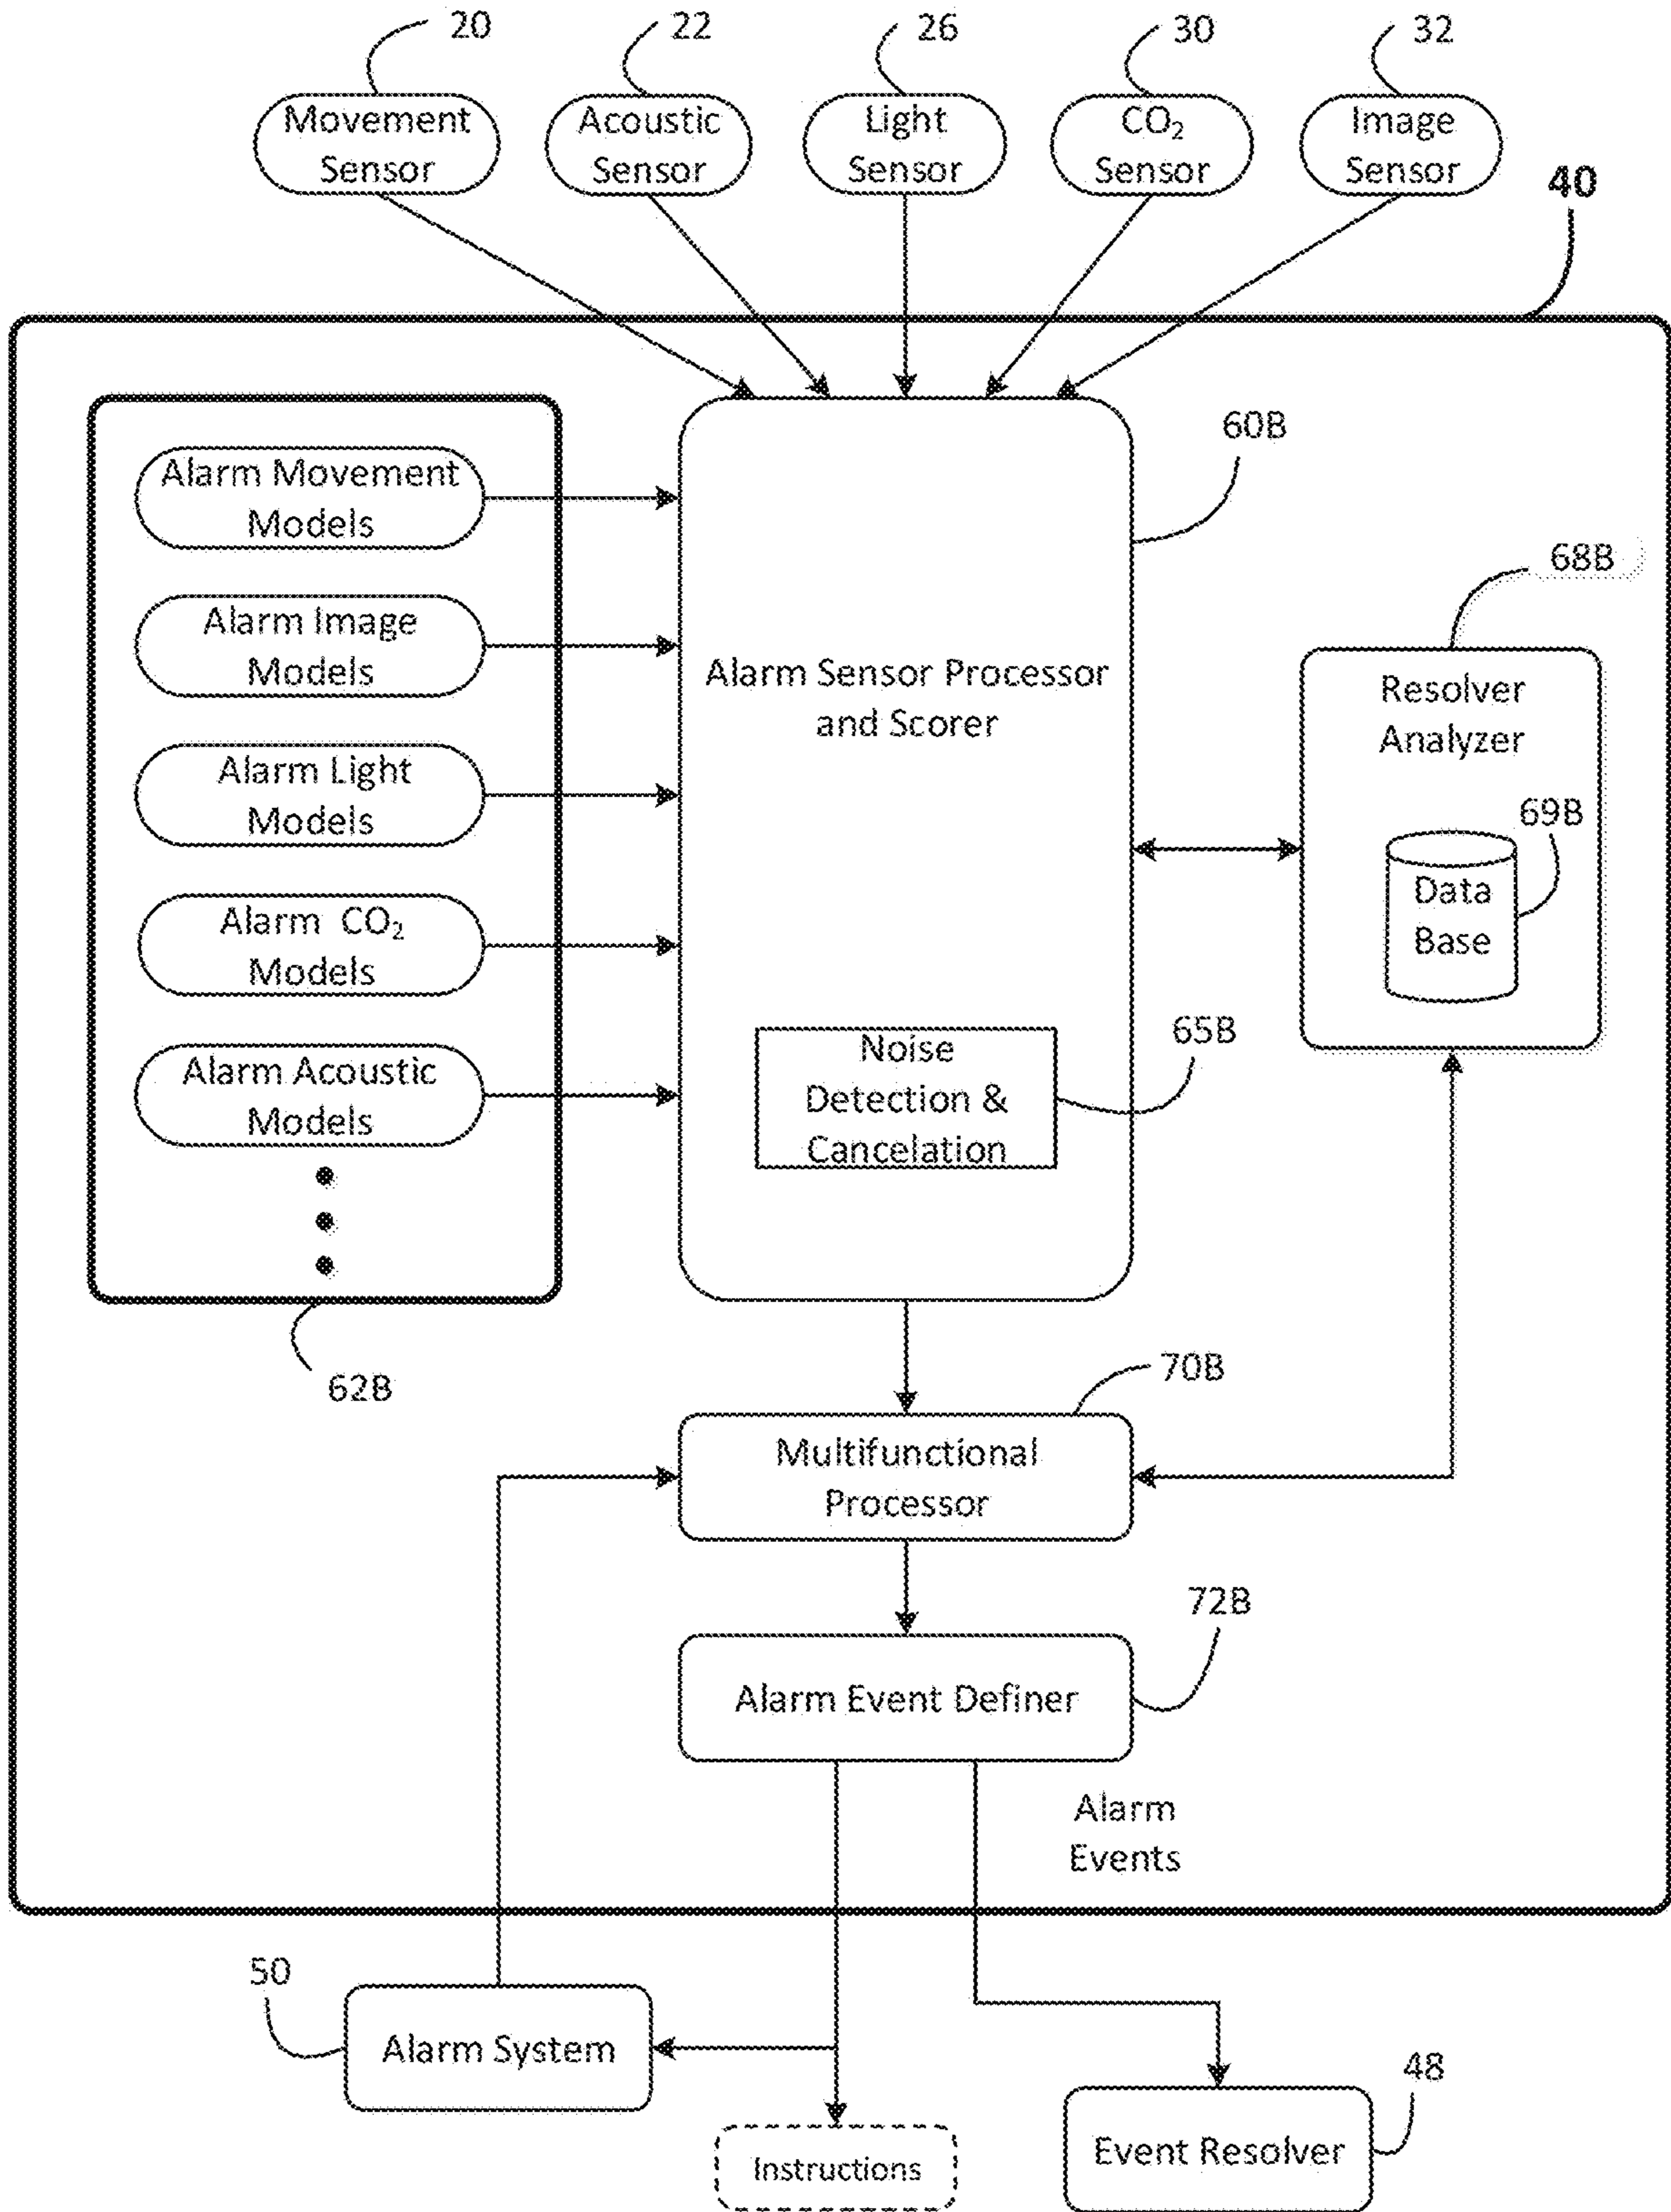 20
22
26
30
32
Movement
Sensor
Acoustic
Sensor
Light
Sensor
CO₂
Sensor
Image
Sensor
40
60B
Alarm Movement
Models
Alarm Image
Models
Alarm Light
Models
Alarm CO₂
Models
Alarm Acoustic
Models
62B
Alarm Sensor Processor
and Scorer
Noise
Detection &
Cancelation
65B
68B
Resolver
Analyzer
69B
Data
Base
70B
Multifunctional
Processor
72B
Alarm Event Definer
Alarm
Events
50
Alarm System
Instructions
48
Event Resolver